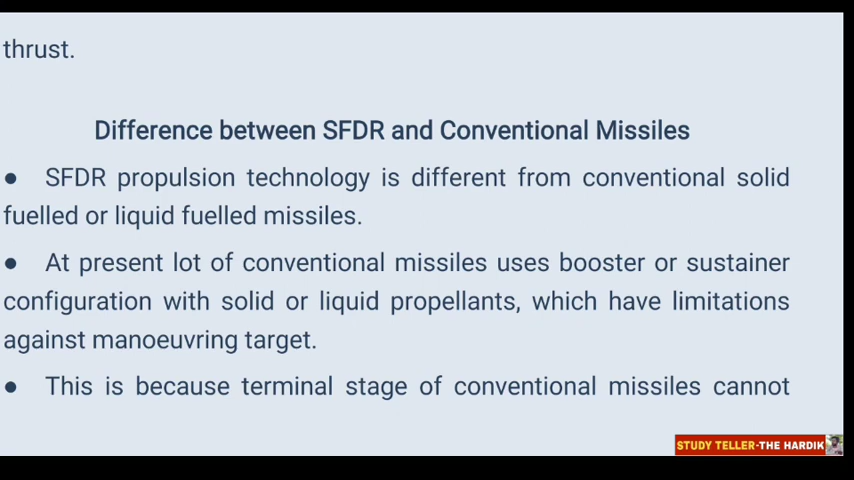 thrust.
Difference between SFDR and Conventional Missiles
● SFDR propulsion technology is different from conventional solid
fuelled or liquid fuelled missiles.
● At present lot of conventional missiles uses booster or sustainer
configuration with solid or liquid propellants, which have limitations
against manoeuvring target.
● This is because terminal stage of conventional missiles cannot
STUDY TELLER-THE HARDIK